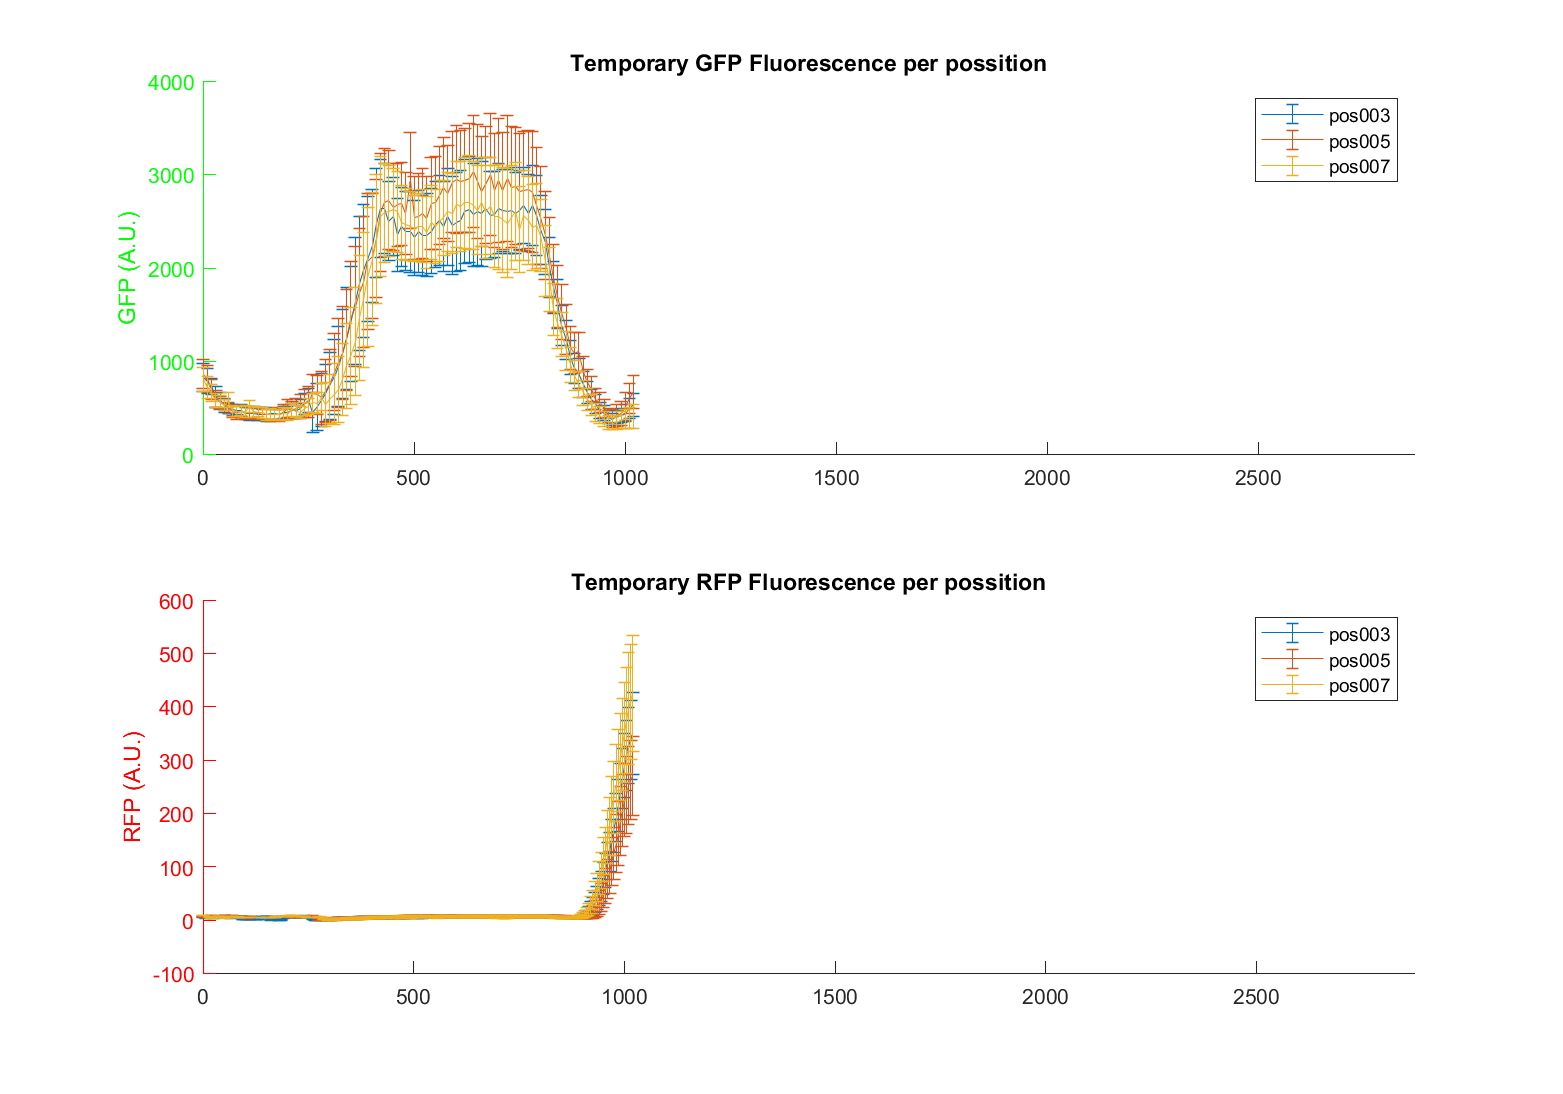 Temporary GFP Fluorescence per possition
GFP (A.U.)
4000
3000
2000
1000
0
0 500 1000 1500 2000 2500
pos003
pos005
pos007
Temporary RFP Fluorescence per possition
RFP (A.U.)
600
500
400
300
200
100
0
-100
0 500 1000 1500 2000 2500
pos003
pos005
pos007